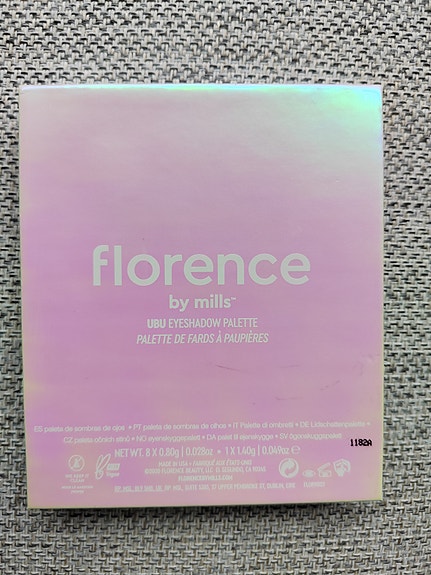 florence
by mills™
UBU EYESHADOW PALETTE
PALETTE DE FARDS À PAUPIÈRES
ES paleta de sombras de ojos • PT paleta de sombras de olhos • IT Palette di ombretti • DE Lidschattenpalette •
CZ paleta očních stínů • NO øyenskyggepalett • DA palet til øjenskygge • SV ögonskuggspalett
1182A
NET WT. 8 X 0.80g | 0.028oz • 1 X 1.40g | 0.049oz
MADE IN USA • FABRIQUÉ AUX ÉTATS-UNIS
FLORENCE BEAUTY, LLC
FLORENCEBYMILLS.COM